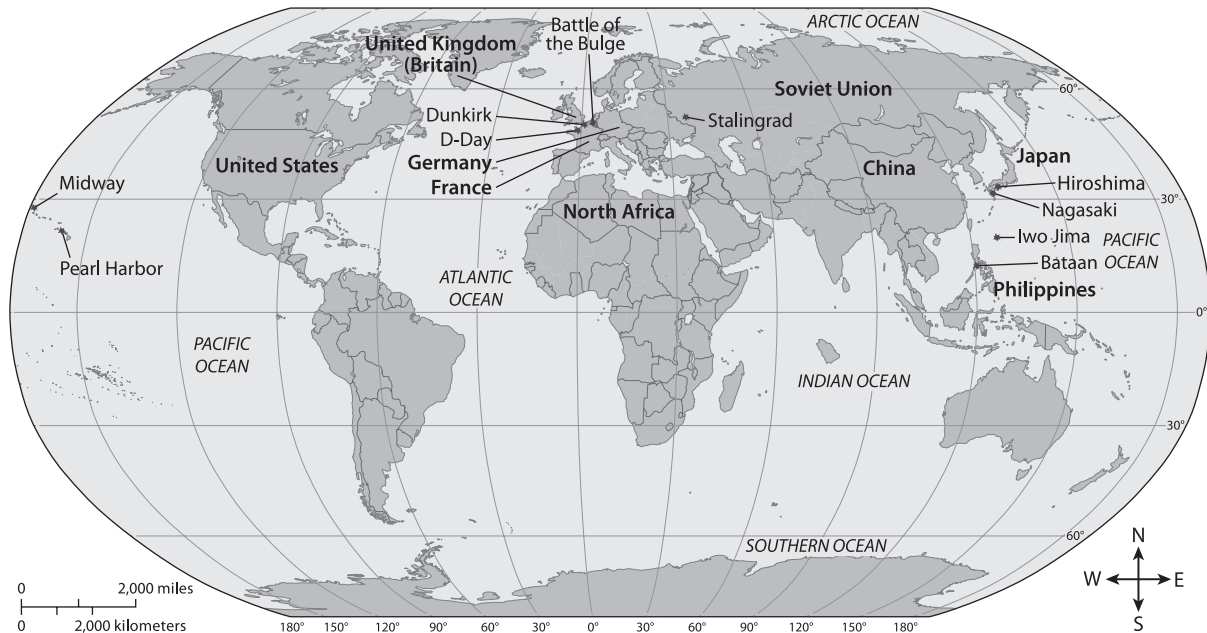 ARCTIC OCEAN
Battle of
the Bulge
United Kingdom
(Britain)
60°
Soviet Union
Dunkirk
Stalingrad
D-Day
Germany
France
United States
China
Japan
Hiroshima
Midway
30°
Nagasaki
North Africa
Iwo Jima
PACIFIC
OCEAN
Pearl Harbor
Bataan
ATLANTIC
OCEAN
Philippines
0°
PACIFIC
OCEAN
INDIAN OCEAN
30°
60°
SOUTHERN OCEAN
N
W E
S
0 2,000 miles
0 2,000 kilometers
180° 150° 120° 90° 60° 30° 0° 30° 60° 90° 120° 150° 180°